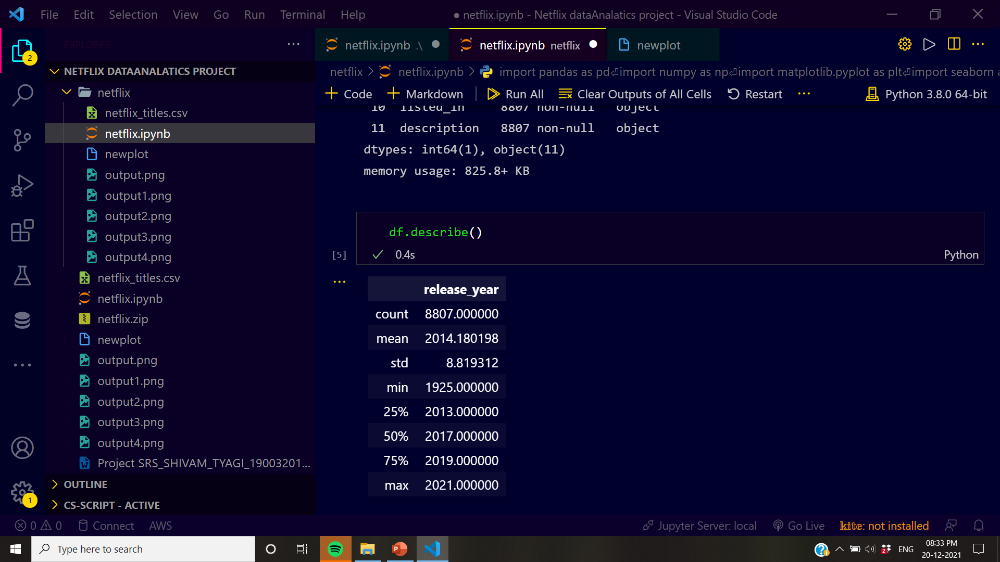 File Edit Selection View Go Run Terminal Help
● netflix.ipynb - Netflix dataAnalatics project - Visual Studio Code
EXPLORER
netflix.ipynb .\
netflix.ipynb netflix
newplot
2
NETFLIX DATAANALATICS PROJECT
netflix
netflix_titles.csv
netflix.ipynb
newplot
output.png
output1.png
output2.png
output3.png
output4.png
netflix_titles.csv
netflix.ipynb
netflix.zip
newplot
output.png
output1.png
output2.png
output3.png
output4.png
Project SRS_SHIVAM_TYAGI_19003201...
OUTLINE
CS-SCRIPT - ACTIVE
1
netflix > netflix.ipynb > import pandas as pd⏎import numpy as np⏎import matplotlib.pyplot as plt⏎import seaborn a
Code Markdown Run All Clear Outputs of All Cells Restart ··· Python 3.8.0 64-bit
10 listed_in 8807 non-null object
11 description 8807 non-null object
dtypes: int64(1), object(11)
memory usage: 825.8+ KB
df.describe()
[5] 0.4s Python
release_year
count 8807.000000
mean 2014.180198
std 8.819312
min 1925.000000
25% 2013.000000
50% 2017.000000
75% 2019.000000
max 2021.000000
0 0 Connect AWS Jupyter Server: local Go Live kite: not installed
Type here to search
2
ENG
08:33 PM
20-12-2021